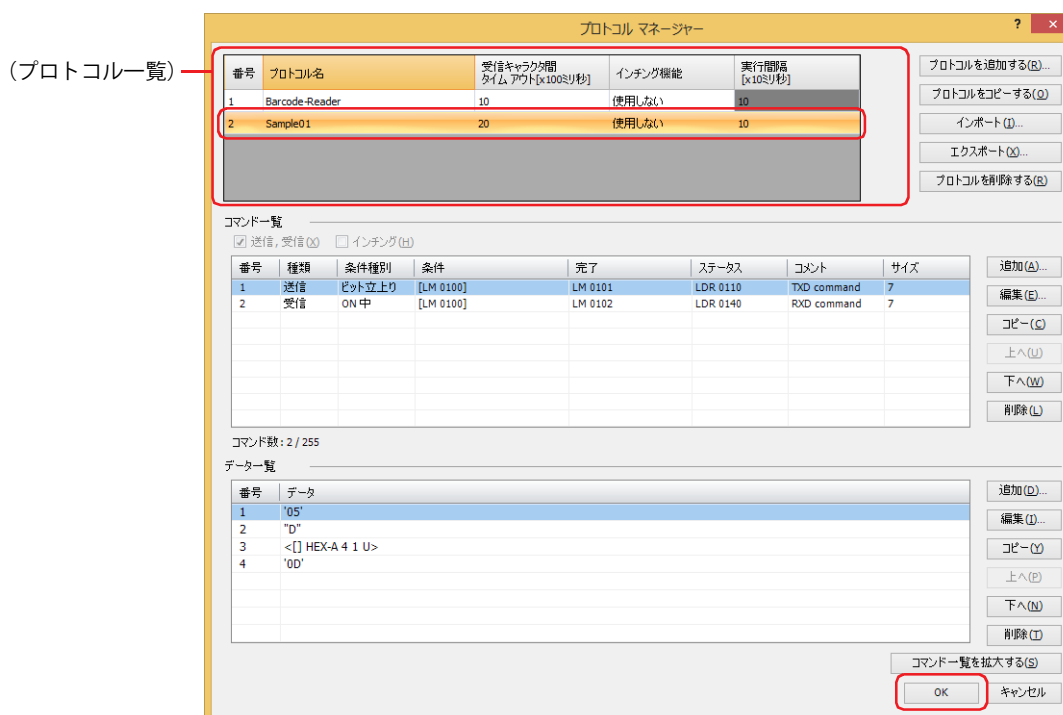 プロトコル マネージャー
? ×
(プロトコル一覧)
番号 プロトコル名 受信キャラクタ間 タイム アウト[x100ミリ秒] インチング機能 実行間隔 [x10ミリ秒]
1 Barcode-Reader 10 使用しない 10
2 Sample01 20 使用しない 10
プロトコルを追加する(R)...
プロトコルをコピーする(O)
インポート(I)...
エクスポート(X)...
プロトコルを削除する(R)
コマンド一覧
送信, 受信(X) インチング(H)
番号 種類 条件種別 条件 完了 ステータス コメント サイズ
1 送信 ビット立上り [LM 0100] LM 0101 LDR 0110 TXD command 7
2 受信 ON 中 [LM 0100] LM 0102 LDR 0140 RXD command 7
追加(A)...
編集(E)...
コピー(C)
上へ(U)
下へ(W)
削除(L)
コマンド数: 2 / 255
データ一覧
番号 データ
1 '05'
2 "D"
3 <[] HEX-A 4 1 U>
4 '0D'
追加(D)...
編集(I)...
コピー(Y)
上へ(P)
下へ(N)
削除(T)
コマンド一覧を拡大する(S)
OK キャンセル